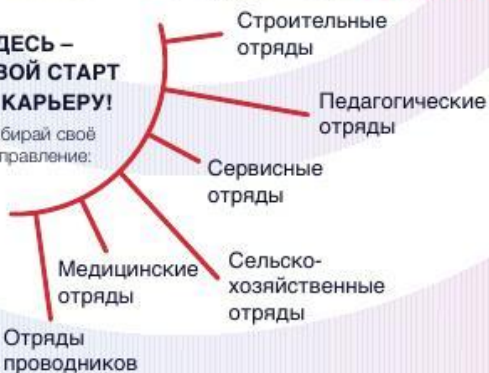 ДЕСЬ –
ВОЙ СТАРТ
КАРЬЕРУ!
бирай своё
правление:
Строительные
отряды
Педагогические
отряды
Сервисные
отряды
Сельско-
хозяйственные
отряды
Медицинские
отряды
Отряды
проводников